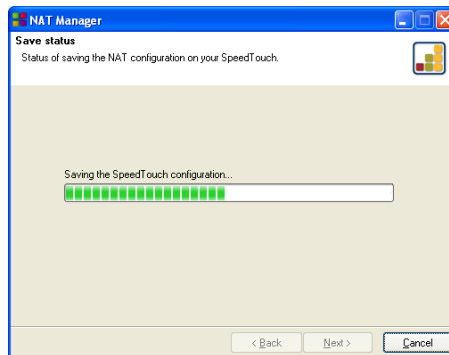 NAT Manager
Save status
Status of saving the NAT configuration on your SpeedTouch.
Saving the SpeedTouch configuration...
< Back Next > Cancel